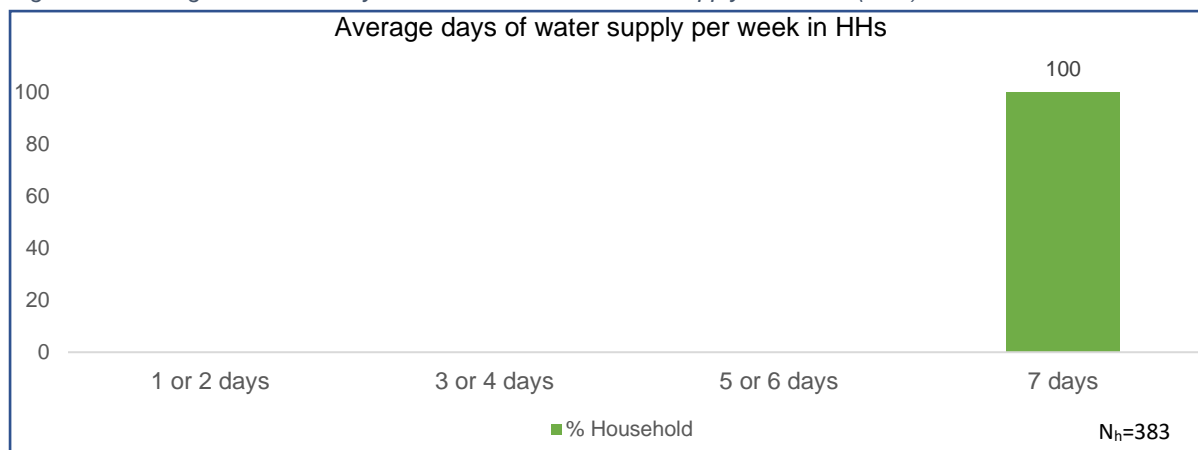 Average days of water supply per week in HHs
100
100
80
60
40
20
0
1 or 2 days
3 or 4 days
5 or 6 days
7 days
% Household
Nₕ=383